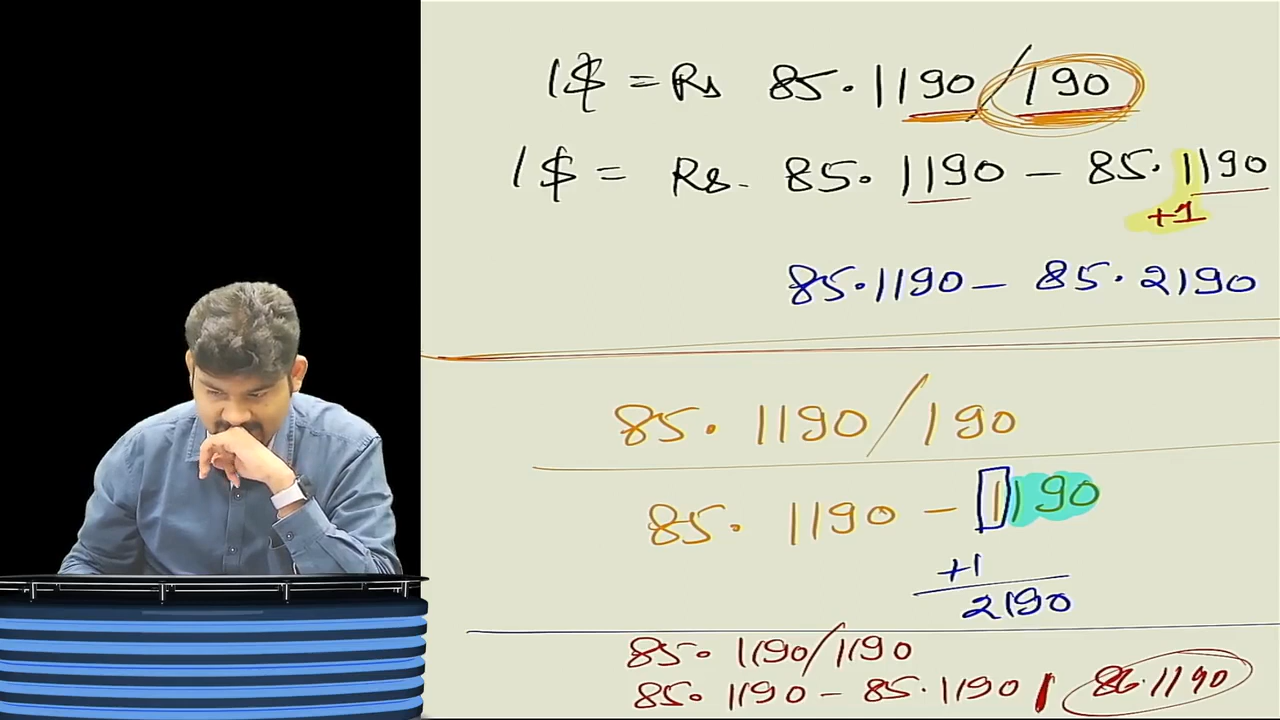 1$ = Rs 85.1190/190
1$ = Rs. 85.1190 - 85.1190
+1
85.1190 - 85.2190
85.1190/190
85.1190 - 1190
+1
2190
85.1190/1190
85.1190 - 85.1190 86.1190